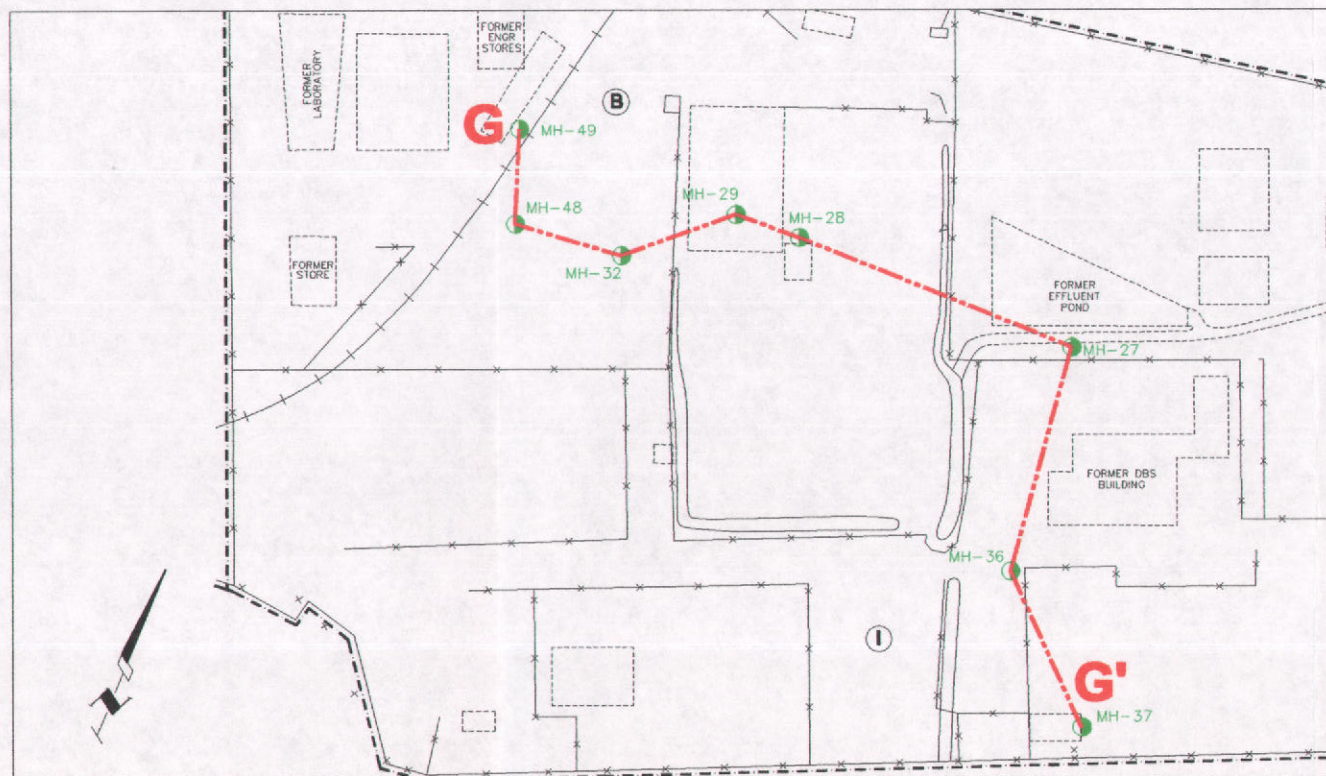 FORMER
ENGR
STORES
FORMER
LABORATORY
B
G
MH-49
MH-29
MH-48
MH-28
MH-32
FORMER
STORE
FORMER
EFFLUENT
POND
MH-27
FORMER DBS
BUILDING
MH-36
I
G'
MH-37